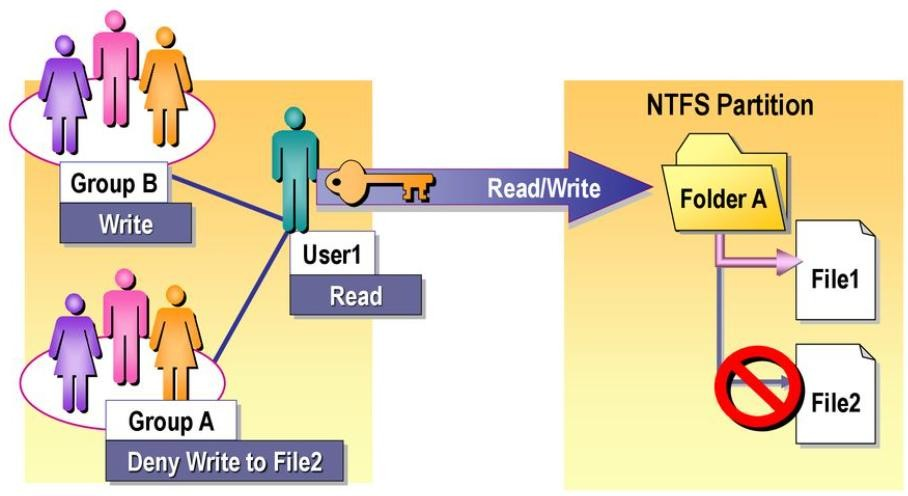 NTFS Partition
Group B
Write
Read/Write
Folder A
User1
Read
File1
Group A
Deny Write to File2
File2